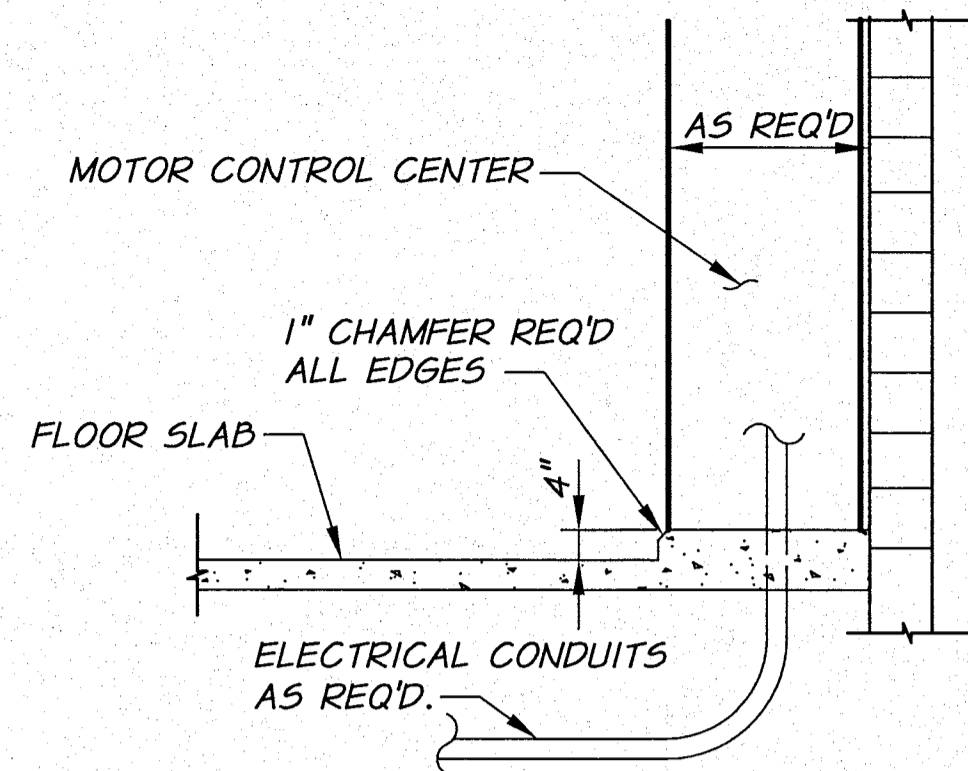 AS REQ'D
MOTOR CONTROL CENTER
1" CHAMFER REQ'D
ALL EDGES
FLOOR SLAB
4"
ELECTRICAL CONDUITS
AS REQ'D.